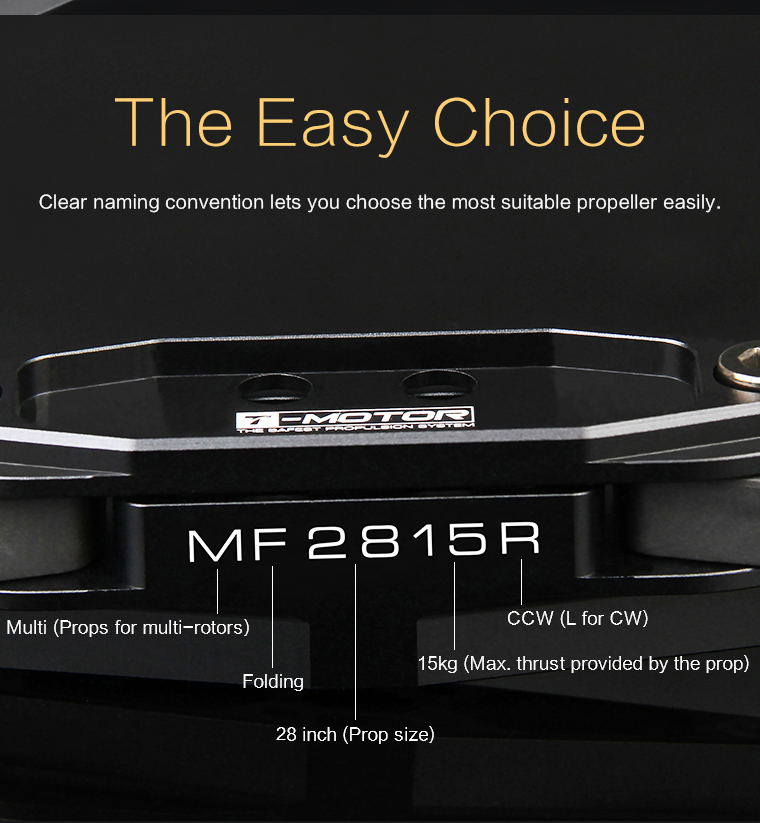 The Easy Choice
Clear naming convention lets you choose the most suitable propeller easily.
T-MOTOR
THE SAFEST PROPULSION SYSTEM
MF2815R
Multi (Props for multi-rotors)
CCW (L for CW)
15kg (Max. thrust provided by the prop)
Folding
28 inch (Prop size)